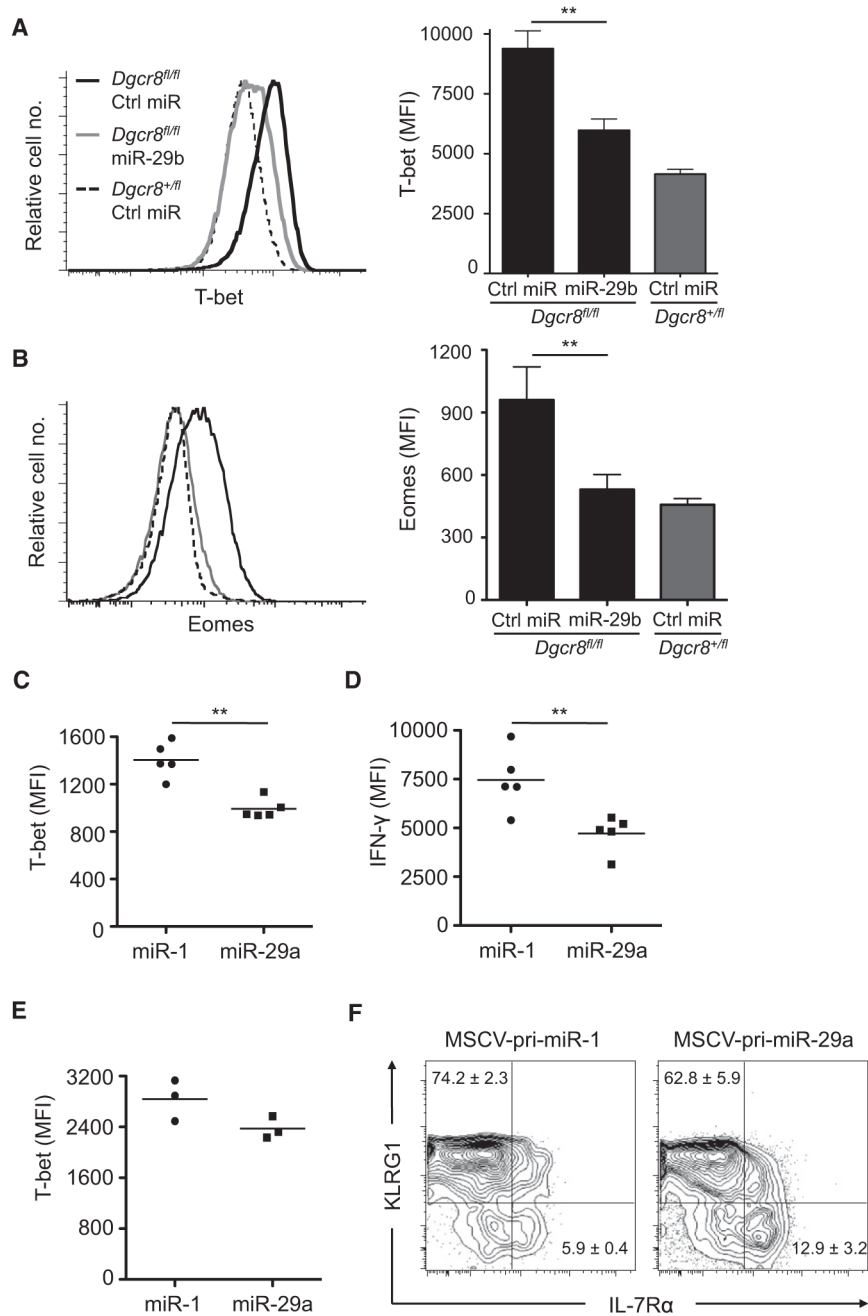 A
Dgcr8fl/fl
Ctrl miR
Dgcr8fl/fl
miR-29b
Dgcr8+/fl
Ctrl miR
Relative cell no.
T-bet
**
10000
7500
5000
2500
0
T-bet (MFI)
Ctrl miR miR-29b Ctrl miR
Dgcr8fl/fl Dgcr8+/fl
B
Relative cell no.
Eomes
**
1200
900
600
300
0
Eomes (MFI)
Ctrl miR miR-29b Ctrl miR
Dgcr8fl/fl Dgcr8+/fl
C
**
1600
1200
800
400
0
T-bet (MFI)
miR-1 miR-29a
D
**
10000
7500
5000
2500
0
IFN-γ (MFI)
miR-1 miR-29a
E
3200
2400
1600
800
0
T-bet (MFI)
miR-1 miR-29a
F
MSCV-pri-miR-1 MSCV-pri-miR-29a
74.2 ± 2.3 62.8 ± 5.9
KLRG1
5.9 ± 0.4 12.9 ± 3.2
IL-7Rα